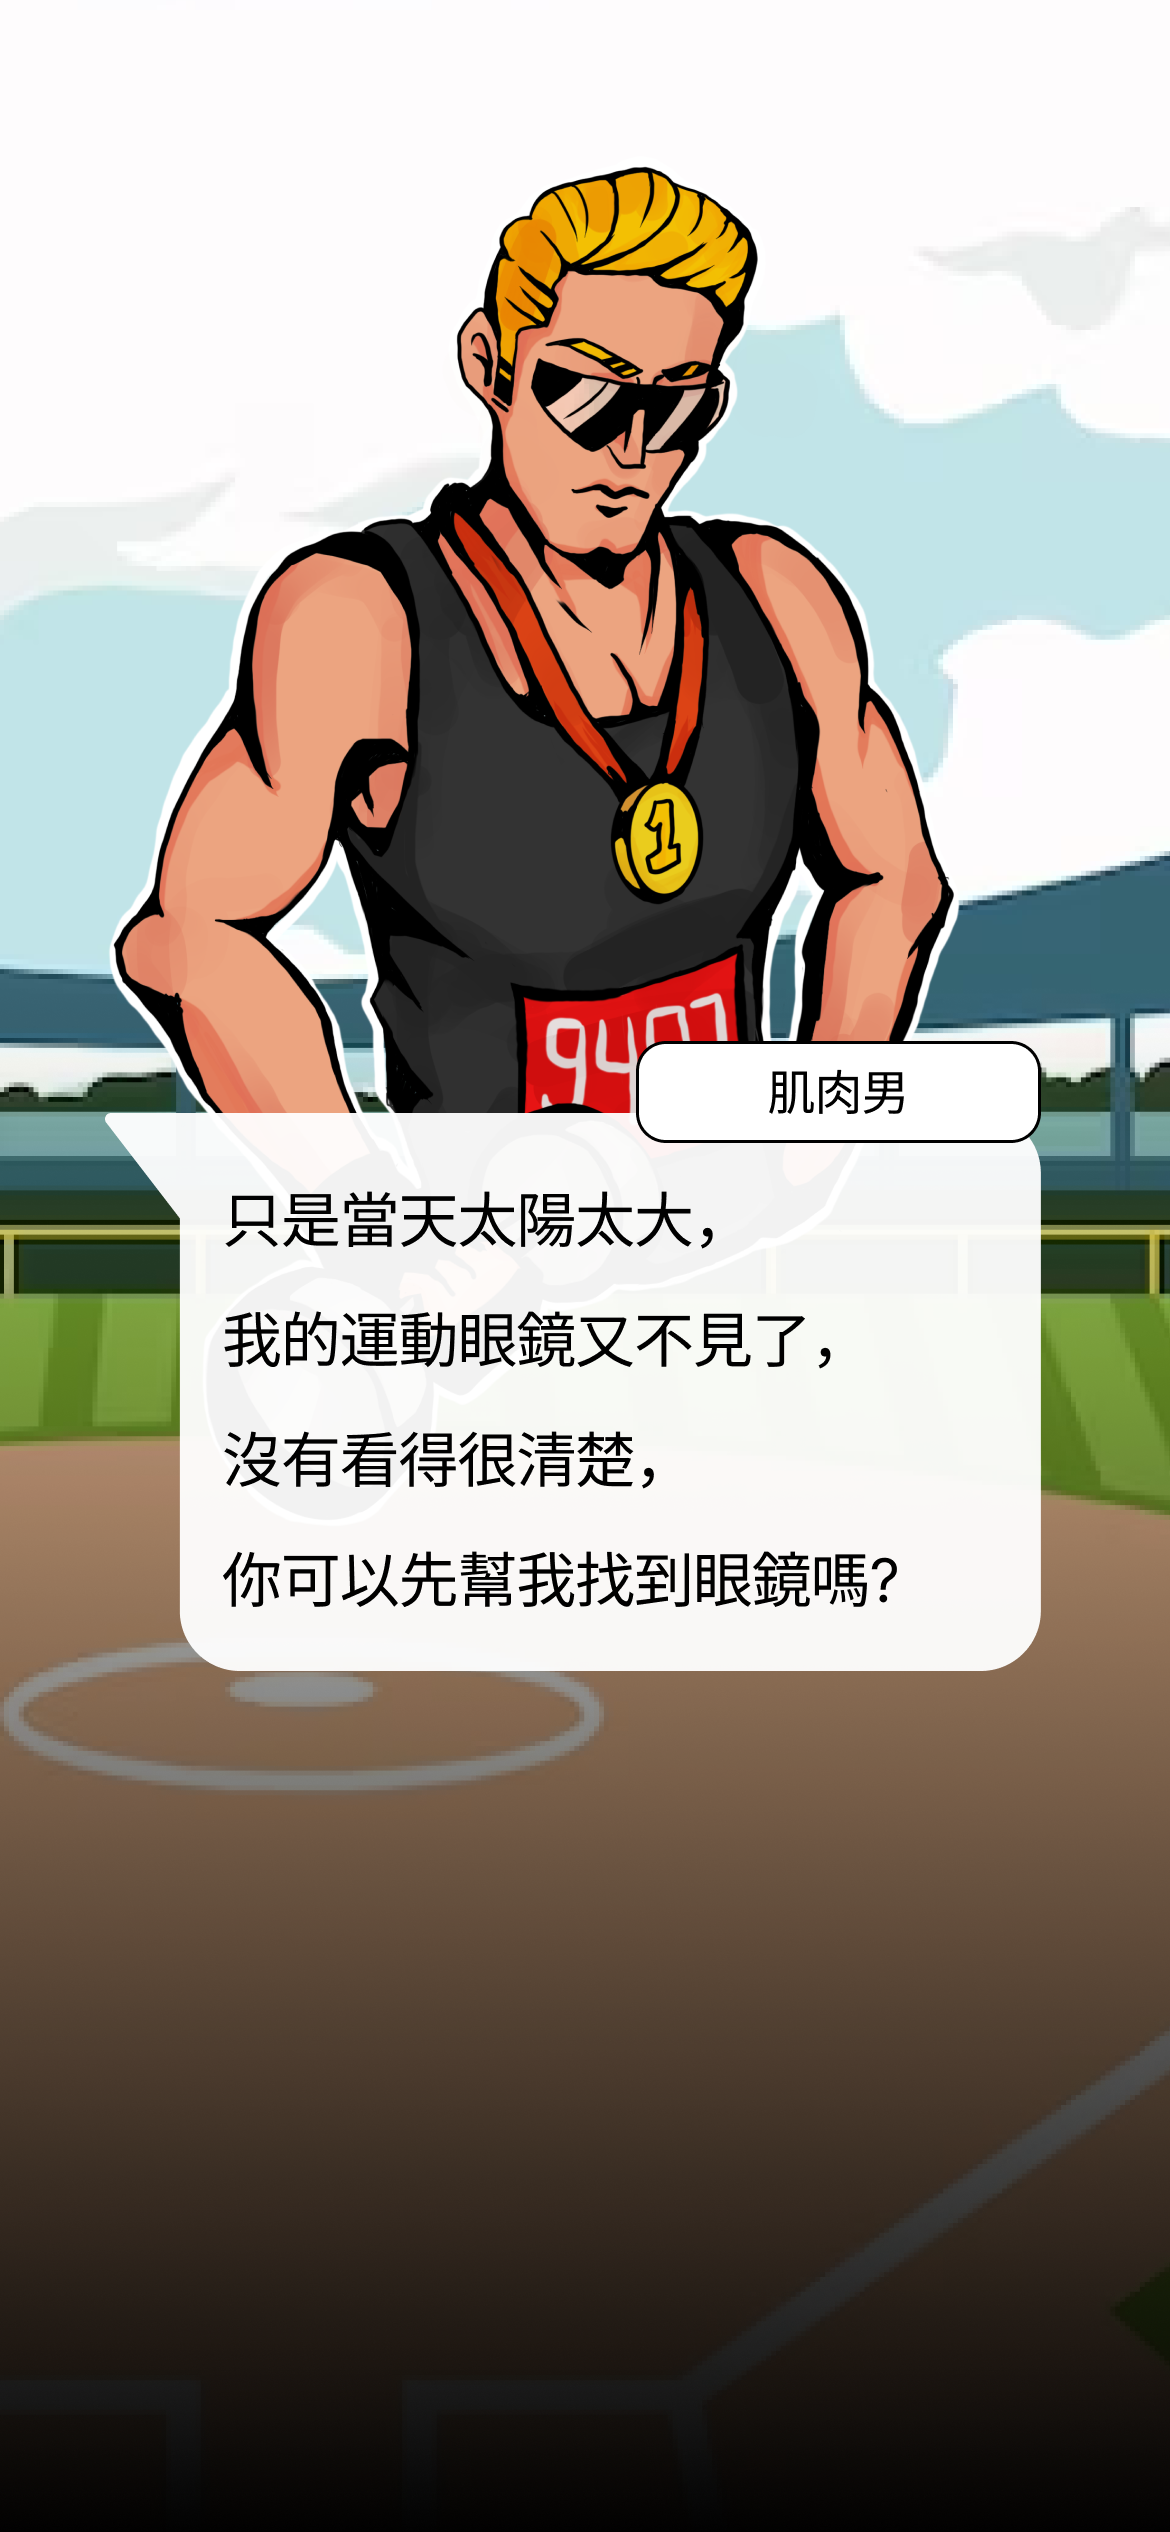 1
9407
肌肉男
只是當天太陽太大，
我的運動眼鏡又不見了，
沒有看得很清楚，
你可以先幫我找到眼鏡嗎？